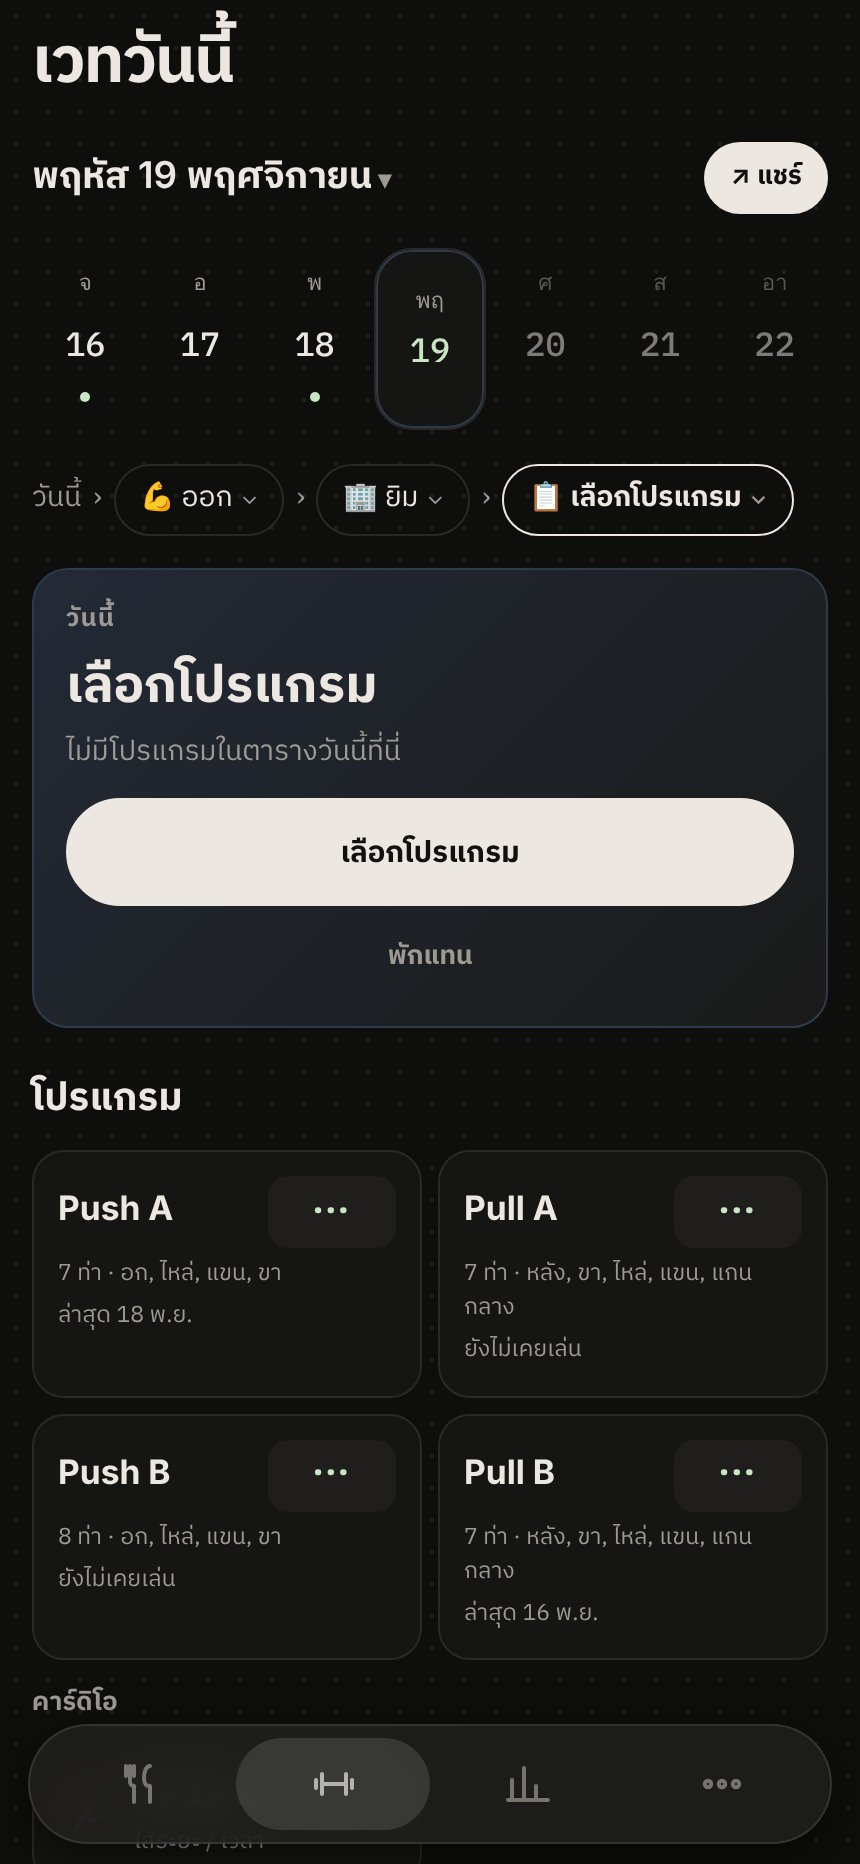 เวทวันนี้
พฤหัส 19 พฤศจิกายน ▾
↗ แชร์
จ อ พ พฤ ศ ส อา
16 17 18 19 20 21 22
วันนี้ › 💪 ออก › 🏢 ยิม › 📋 เลือกโปรแกรม
วันนี้
เลือกโปรแกรม
ไม่มีโปรแกรมในตารางวันนี้ที่นี่
เลือกโปรแกรม
พักแทน
โปรแกรม
Push A
7 ท่า · อก, ไหล่, แขน, ขา
ล่าสุด 18 พ.ย.
Pull A
7 ท่า · หลัง, ขา, ไหล่, แขน, แกน
กลาง
ยังไม่เคยเล่น
Push B
8 ท่า · อก, ไหล่, แขน, ขา
ยังไม่เคยเล่น
Pull B
7 ท่า · หลัง, ขา, ไหล่, แขน, แกน
กลาง
ล่าสุด 16 พ.ย.
คาร์ดิโอ
ใส่ระยะ / เวลา